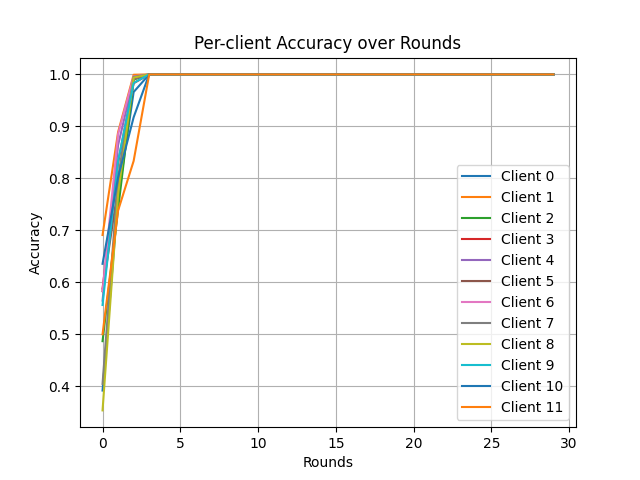 Per-client Accuracy over Rounds
1.0
0.9
0.8
0.7
0.6
0.5
0.4
Accuracy
0
5
10
15
20
25
30
Rounds
Client 0
Client 1
Client 2
Client 3
Client 4
Client 5
Client 6
Client 7
Client 8
Client 9
Client 10
Client 11